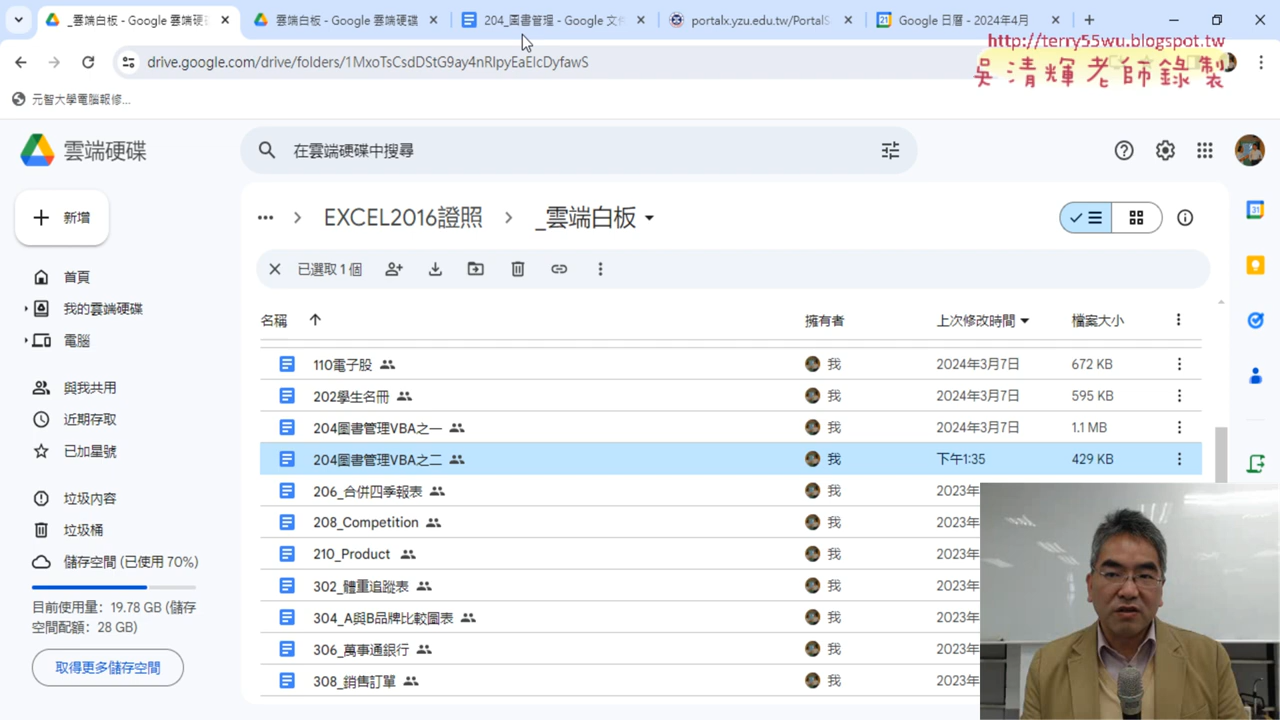 _雲端白板 - Google 雲端硬碟
雲端白板 - Google 雲端硬碟
204_圖書管理 - Google 文件
portalx.yzu.edu.tw/PortalS
Google 日曆 - 2024年4月
drive.google.com/drive/folders/1MxoTsCsdDStG9ay4nRIpyEaEIcDyfawS
http://terry55wu.blogspot.tw
吳清輝老師錄製
元智大學電腦報修...
雲端硬碟
在雲端硬碟中搜尋
新增
EXCEL2016證照
_雲端白板
已選取 1 個
首頁
我的雲端硬碟
電腦
與我共用
近期存取
已加星號
垃圾內容
垃圾桶
儲存空間 (已使用 70%)
目前使用量：19.78 GB (儲存
空間配額：28 GB)
取得更多儲存空間
名稱 擁有者 上次修改時間 檔案大小
110電子股 我 2024年3月7日 672 KB
202學生名冊 我 2024年3月7日 595 KB
204圖書管理VBA之一 我 2024年3月7日 1.1 MB
204圖書管理VBA之二 我 下午1:35 429 KB
206_合併四季報表 我 2023年
208_Competition 我 2023年
210_Product 我 2023年
302_體重追蹤表 我 2023年
304_A與B品牌比較圖表 我 2023年
306_萬事通銀行 我 2023年
308_銷售訂單 我 2023年